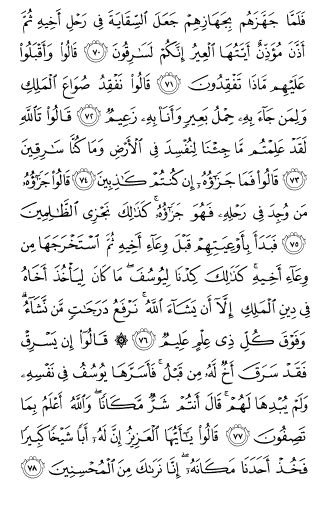 فَلَمَّا جَهَّزَهُم بِجَهَازِهِمْ جَعَلَ ٱلسِّقَايَةَ فِى رَحْلِ أَخِيهِ ثُمَّ
أَذَّنَ مُؤَذِّنٌ أَيَّتُهَا ٱلْعِيرُ إِنَّكُمْ لَسَٰرِقُونَ ٧٠ قَالُوا۟ وَأَقْبَلُوا۟
عَلَيْهِم مَّاذَا تَفْقِدُونَ ٧١ قَالُوا۟ نَفْقِدُ صُوَاعَ ٱلْمَلِكِ
وَلِمَن جَآءَ بِهِۦ حِمْلُ بَعِيرٍ وَأَنَا۠ بِهِۦ زَعِيمٌ ٧٢ قَالُوا۟ تَٱللَّهِ
لَقَدْ عَلِمْتُم مَّا جِئْنَا لِنُفْسِدَ فِى ٱلْأَرْضِ وَمَا كُنَّا سَٰرِقِينَ
٧٣ قَالُوا۟ فَمَا جَزَٰٓؤُهُۥٓ إِن كُنتُمْ كَٰذِبِينَ ٧٤ قَالُوا۟ جَزَٰٓؤُهُۥ
مَن وُجِدَ فِى رَحْلِهِۦ فَهُوَ جَزَٰٓؤُهُۥ ۚ كَذَٰلِكَ نَجْزِى ٱلظَّٰلِمِينَ
٧٥ فَبَدَأَ بِأَوْعِيَتِهِمْ قَبْلَ وِعَآءِ أَخِيهِ ثُمَّ ٱسْتَخْرَجَهَا مِن
وِعَآءِ أَخِيهِ ۚ كَذَٰلِكَ كِدْنَا لِيُوسُفَ ۖ مَا كَانَ لِيَأْخُذَ أَخَاهُ
فِى دِينِ ٱلْمَلِكِ إِلَّآ أَن يَشَآءَ ٱللَّهُ ۚ نَرْفَعُ دَرَجَٰتٍ مَّن نَّشَآءُ ۗ
وَفَوْقَ كُلِّ ذِى عِلْمٍ عَلِيمٌ ٧٦ ۞ قَالُوٓا۟ إِن يَسْرِقْ
فَقَدْ سَرَقَ أَخٌ لَّهُۥ مِن قَبْلُ ۚ فَأَسَرَّهَا يُوسُفُ فِى نَفْسِهِۦ
وَلَمْ يُبْدِهَا لَهُمْ ۚ قَالَ أَنتُمْ شَرٌّ مَّكَانًا ۖ وَٱللَّهُ أَعْلَمُ بِمَا
تَصِفُونَ ٧٧ قَالُوا۟ يَٰٓأَيُّهَا ٱلْعَزِيزُ إِنَّ لَهُۥٓ أَبًا شَيْخًا كَبِيرًا
فَخُذْ أَحَدَنَا مَكَانَهُۥٓ ۖ إِنَّا نَرَىٰكَ مِنَ ٱلْمُحْسِنِينَ ٧٨